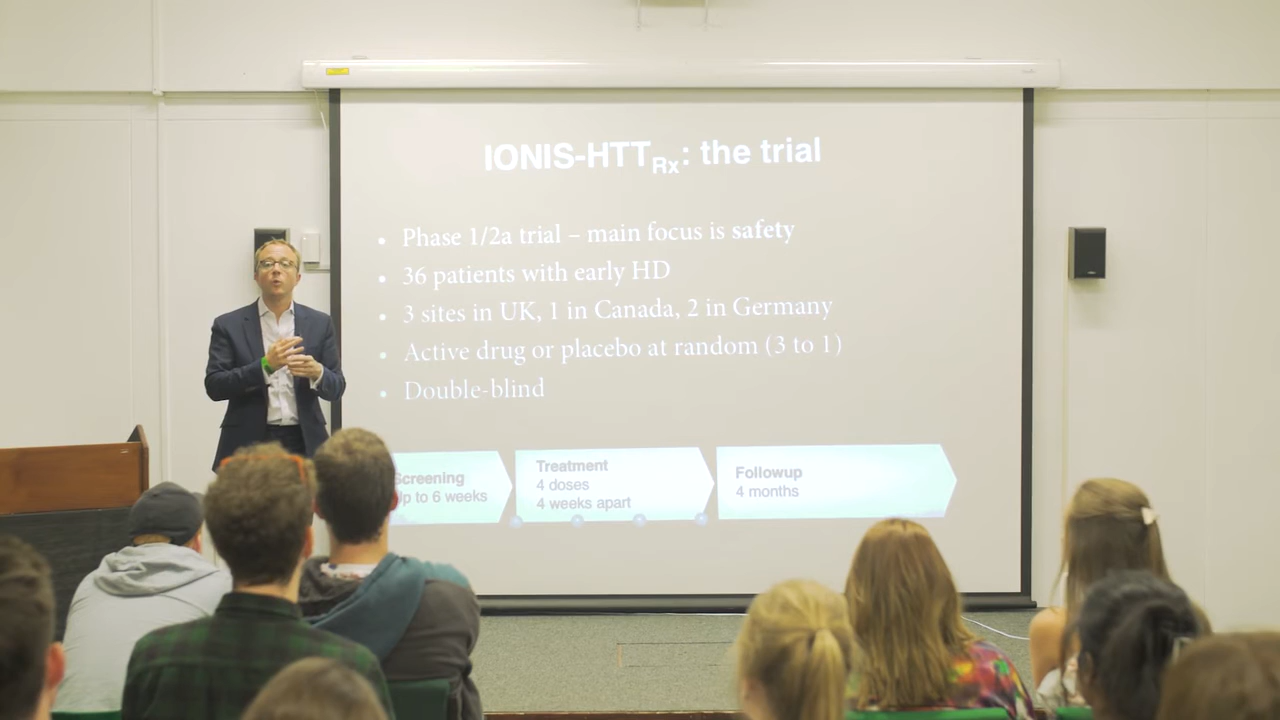 IONIS-HTTRx: the trial
• Phase 1/2a trial – main focus is safety
• 36 patients with early HD
• 3 sites in UK, 1 in Canada, 2 in Germany
• Active drug or placebo at random (3 to 1)
• Double-blind
Screening
Up to 6 weeks
Treatment
4 doses
4 weeks apart
Followup
4 months